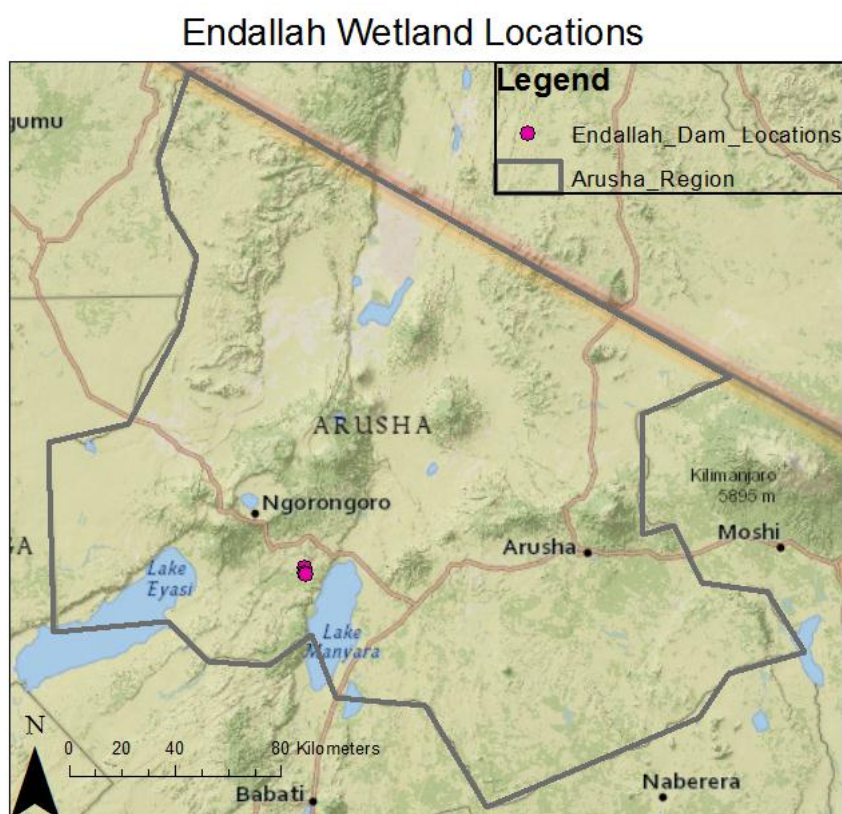 Endallah Wetland Locations
Legend
Endallah_Dam_Locations
Arusha_Region
gumu
ARUSHA
Kilimanjaro
5895 m
Ngorongoro
Moshi
Arusha
GA
Lake
Eyasi
Lake
Manyara
N
0 20 40 80 Kilometers
Babati
Naberera